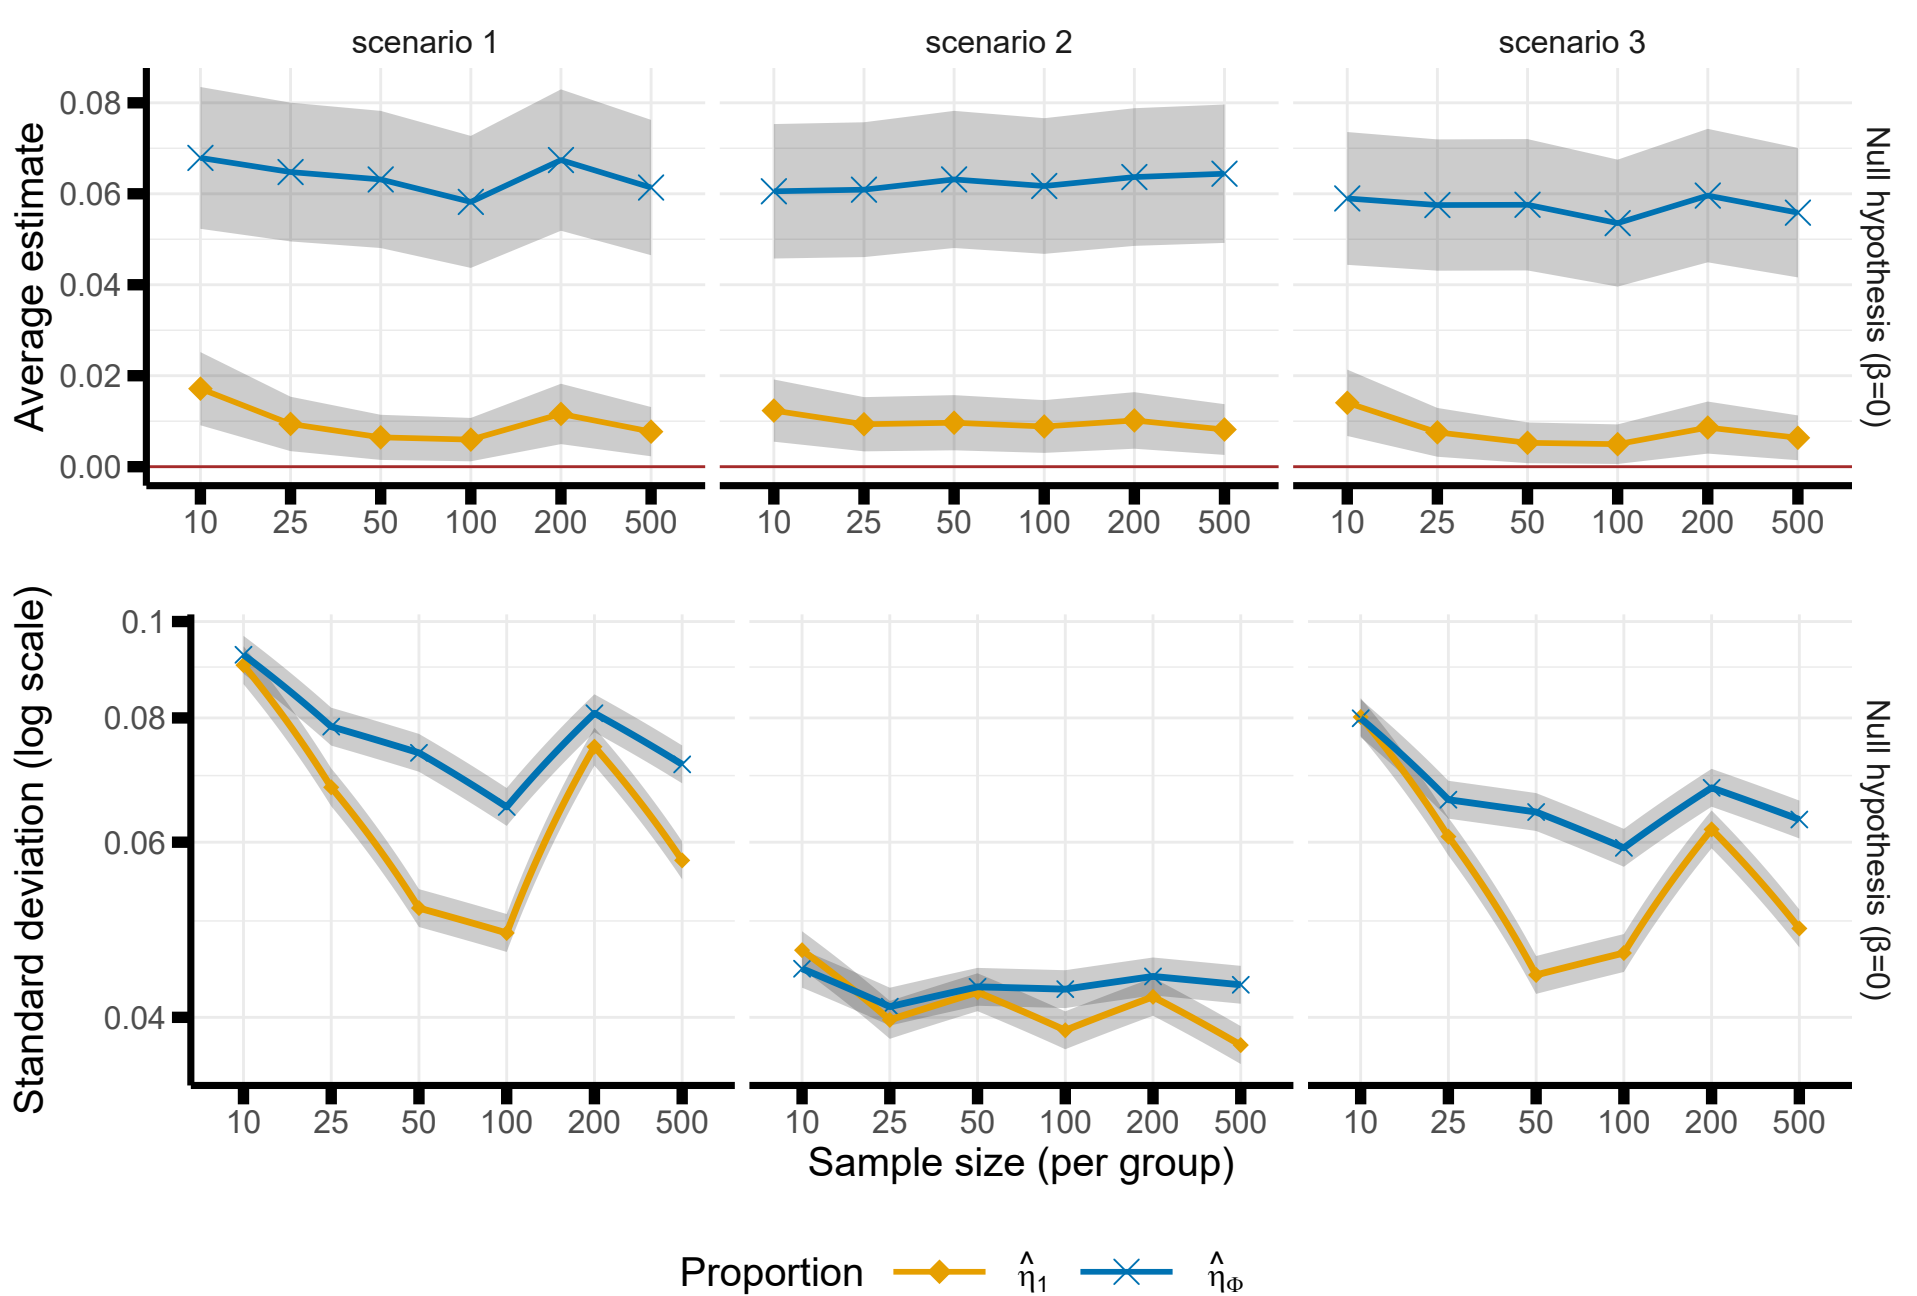 scenario 1
scenario 2
scenario 3
Average estimate
0.08
0.06
0.04
0.02
0.00
10 25 50 100 200 500
10 25 50 100 200 500
10 25 50 100 200 500
Null hypothesis (β=0)
Standard deviation (log scale)
0.1
0.08
0.06
0.04
10 25 50 100 200 500
10 25 50 100 200 500
10 25 50 100 200 500
Null hypothesis (β=0)
Sample size (per group)
Proportion η̂₁ η̂_Φ